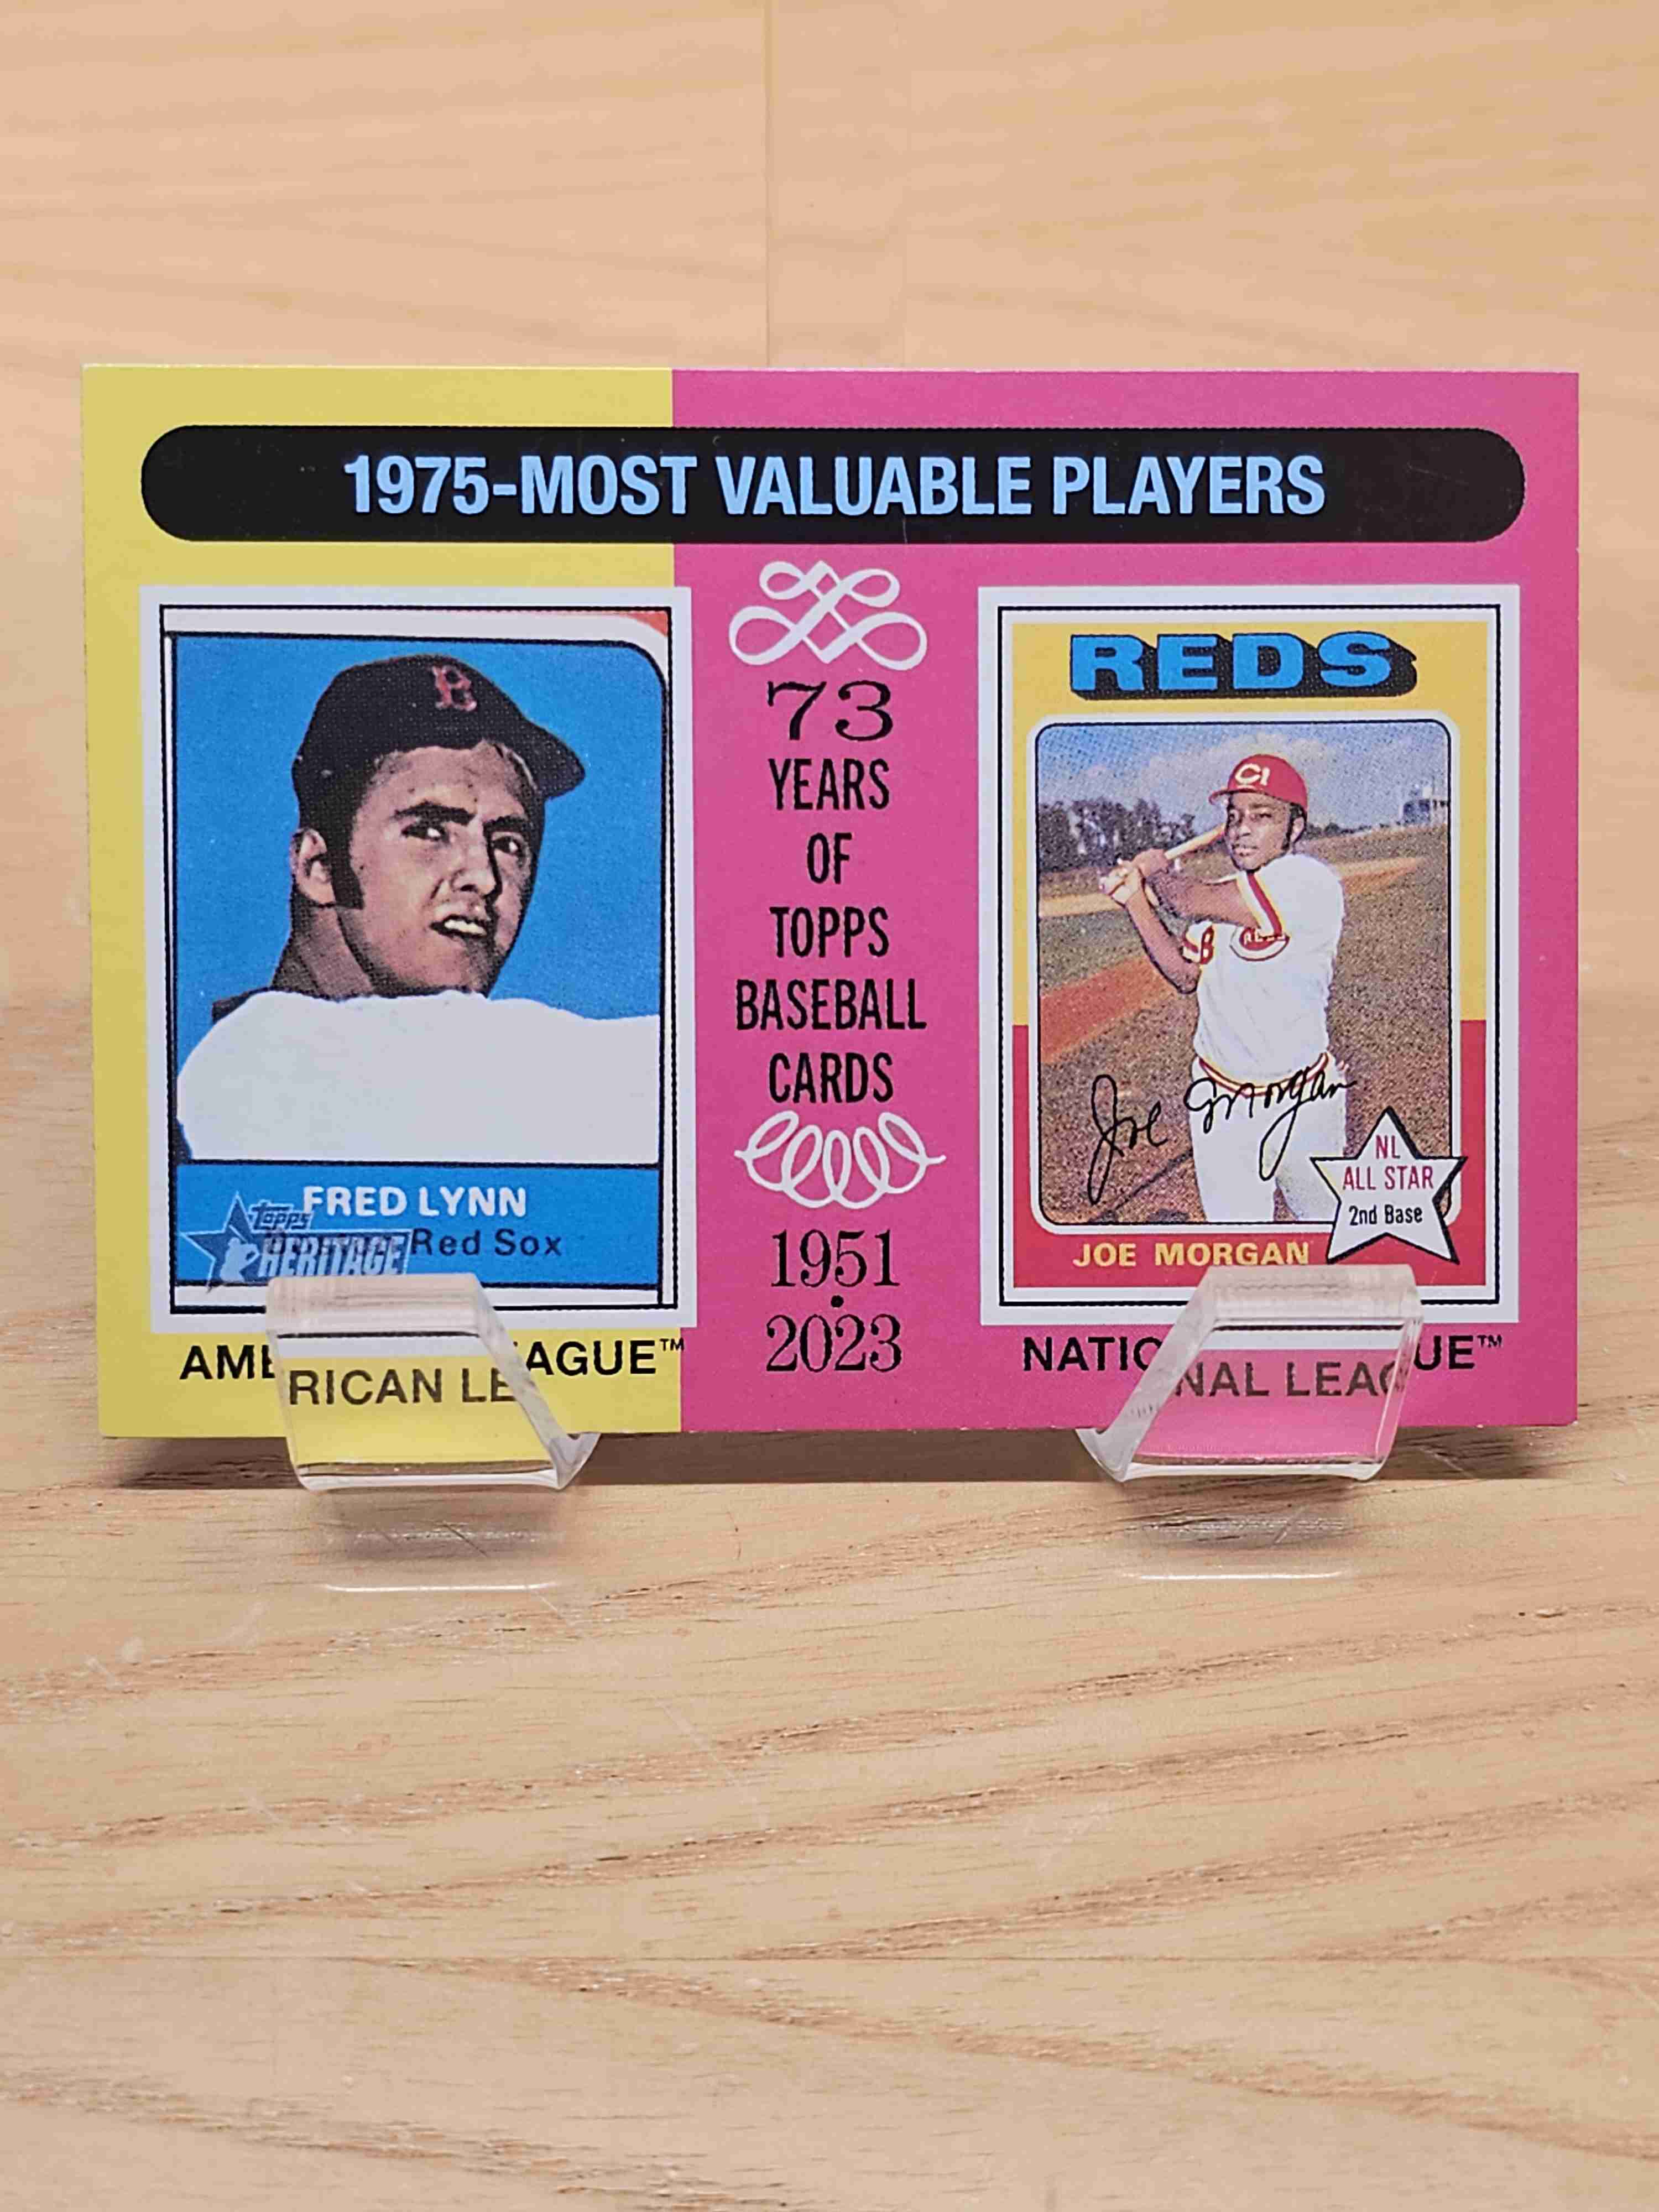 1975-MOST VALUABLE PLAYERS
B
FRED LYNN
Topps
HERITAGE Red Sox
AMERICAN LEAGUE™
73
YEARS
OF
TOPPS
BASEBALL
CARDS
1951
•
2023
REDS
Joe Morgan
NL
ALL STAR
2nd Base
JOE MORGAN
NATIONAL LEAGUE™